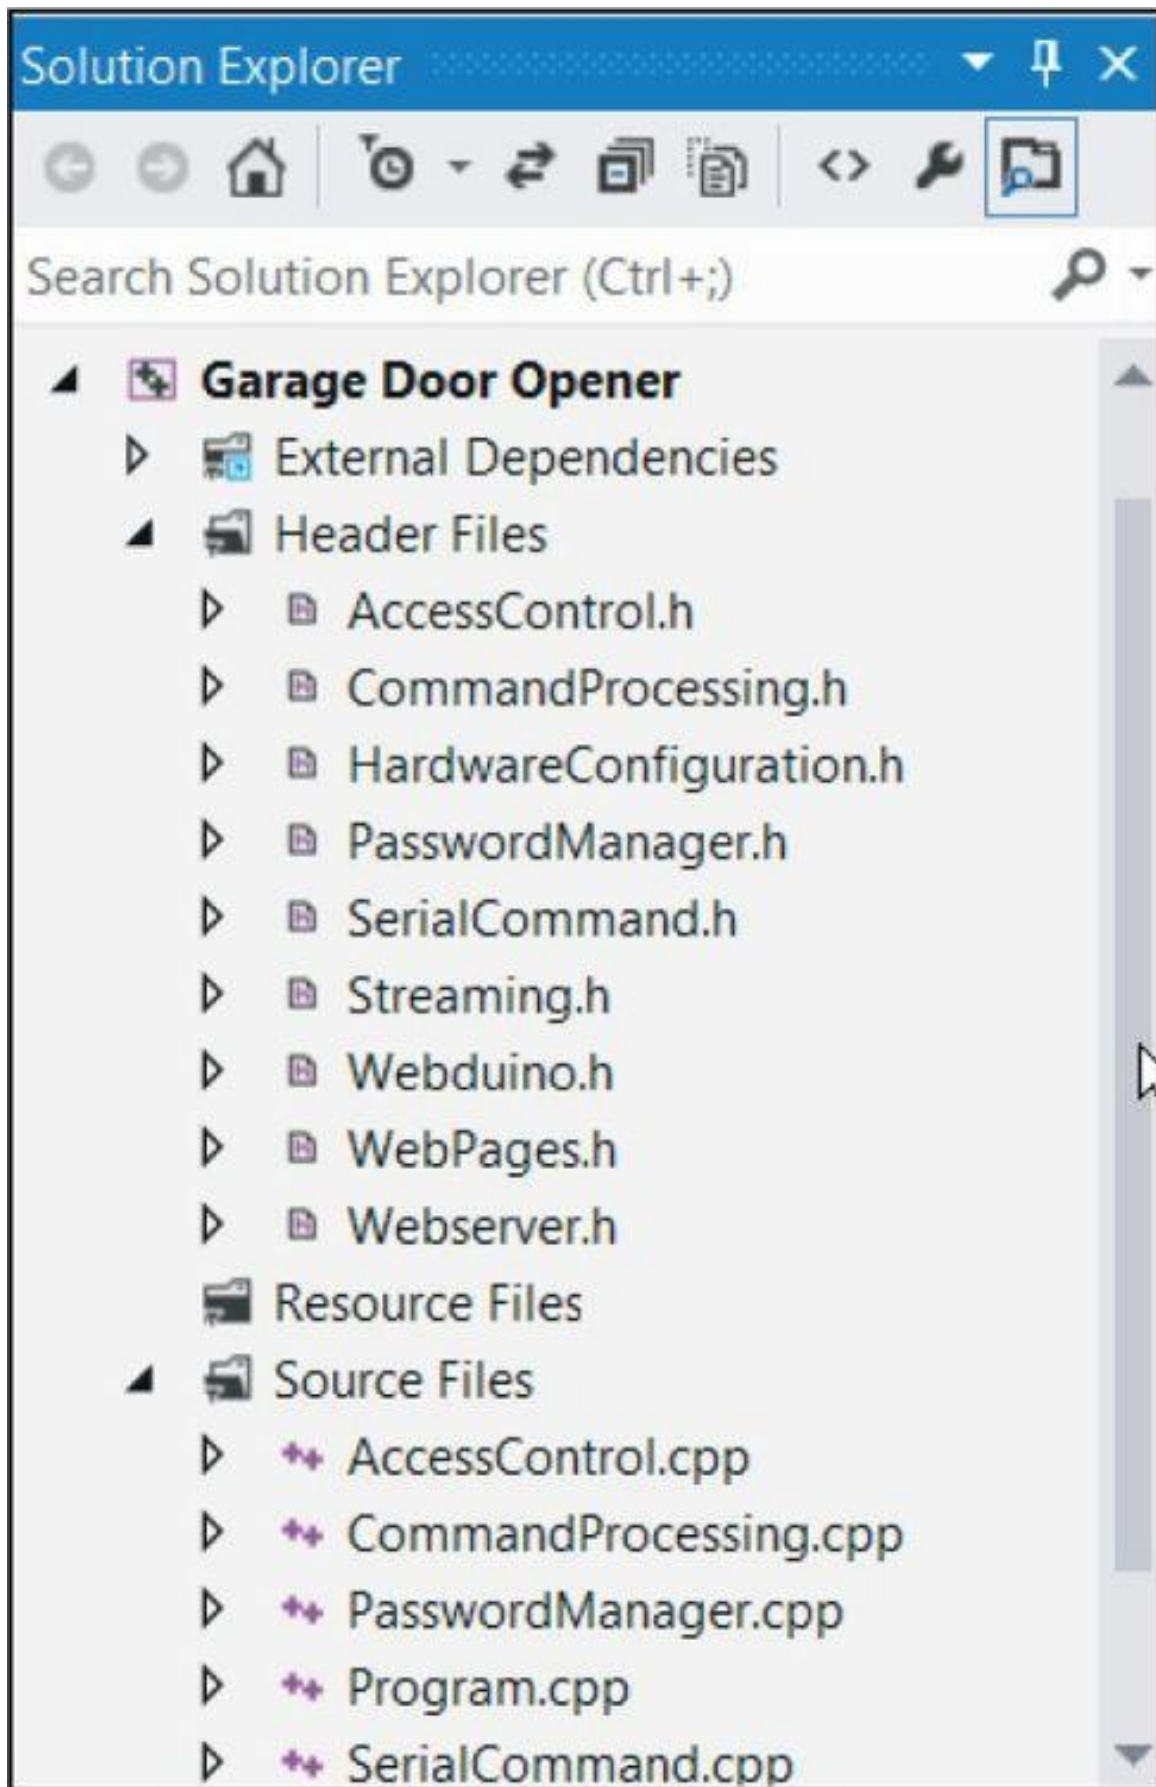 Solution Explorer
Search Solution Explorer (Ctrl+;)
Garage Door Opener
External Dependencies
Header Files
AccessControl.h
CommandProcessing.h
HardwareConfiguration.h
PasswordManager.h
SerialCommand.h
Streaming.h
Webduino.h
WebPages.h
Webserver.h
Resource Files
Source Files
AccessControl.cpp
CommandProcessing.cpp
PasswordManager.cpp
Program.cpp
SerialCommand.cpp